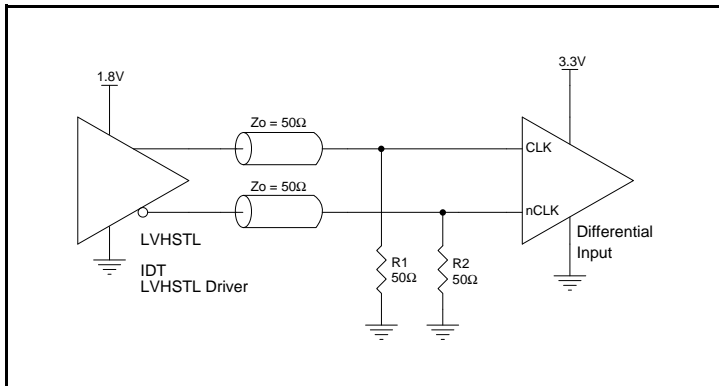 1.8V
3.3V
Zo = 50Ω
CLK
Zo = 50Ω
nCLK
LVHSTL
IDT
LVHSTL Driver
Differential
Input
R1
50Ω
R2
50Ω